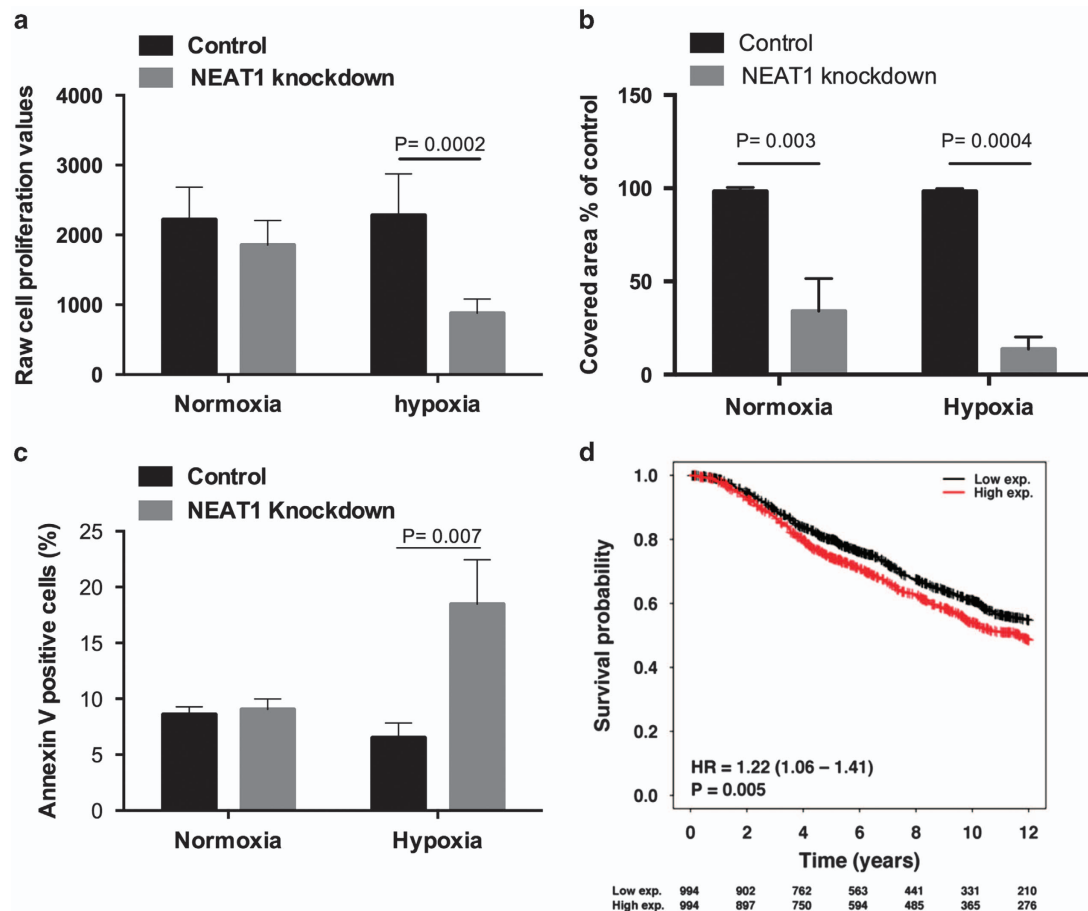 a
Control
NEAT1 knockdown
Raw cell proliferation values
4000
3000
2000
1000
0
P= 0.0002
Normoxia
hypoxia
b
Control
NEAT1 knockdown
Covered area % of control
150
100
50
0
P= 0.003
P= 0.0004
Normoxia
Hypoxia
c
Control
NEAT1 Knockdown
Annexin V positive cells (%)
25
20
15
10
5
0
P= 0.007
Normoxia
Hypoxia
d
Low exp.
High exp.
Survival probability
1.0
0.8
0.6
0.4
0.2
0.0
HR = 1.22 (1.06 – 1.41)
P = 0.005
0 2 4 6 8 10 12
Time (years)
Low exp. 994 902 762 563 441 331 210
High exp. 994 897 750 594 485 365 276